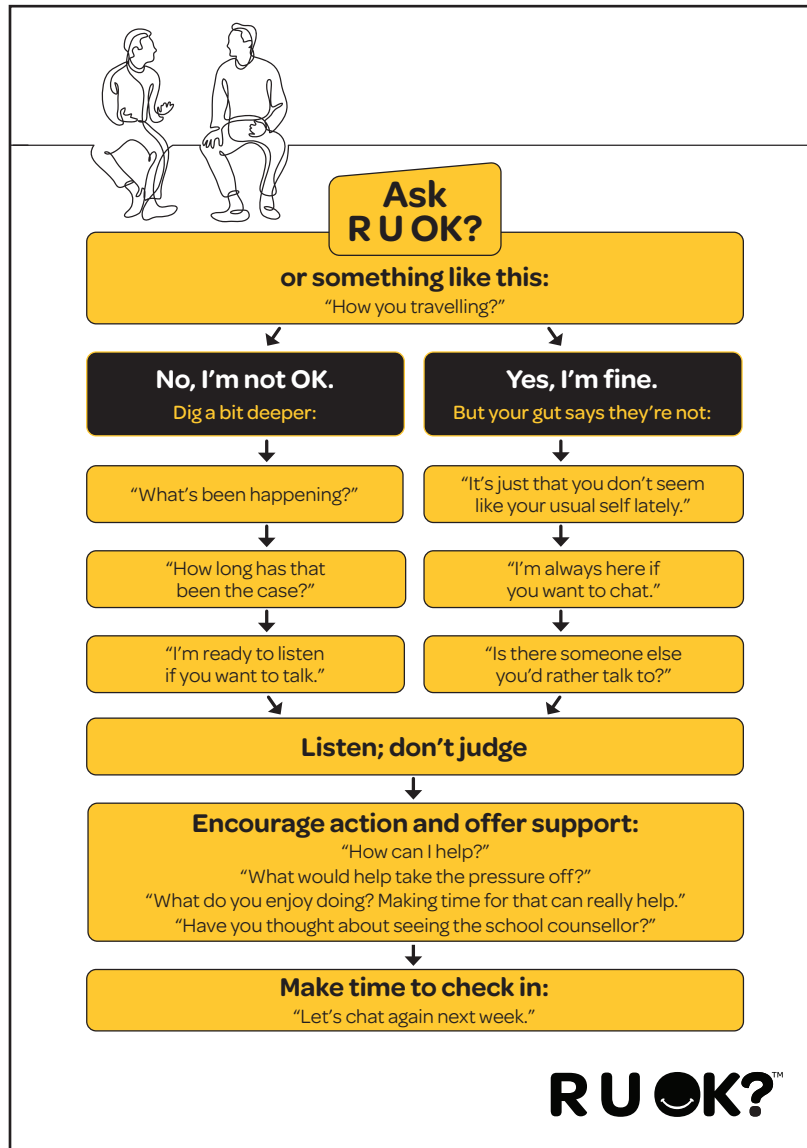 Ask
R U OK?
or something like this:
“How you travelling?”
No, I’m not OK.
Dig a bit deeper:
“What’s been happening?”
“How long has that
been the case?”
“I’m ready to listen
if you want to talk.”
Yes, I’m fine.
But your gut says they’re not:
“It’s just that you don’t seem
like your usual self lately.”
“I’m always here if
you want to chat.”
“Is there someone else
you’d rather talk to?”
Listen; don’t judge
Encourage action and offer support:
“How can I help?”
“What would help take the pressure off?”
“What do you enjoy doing? Making time for that can really help.”
“Have you thought about seeing the school counsellor?”
Make time to check in:
“Let’s chat again next week.”
R U OK?™